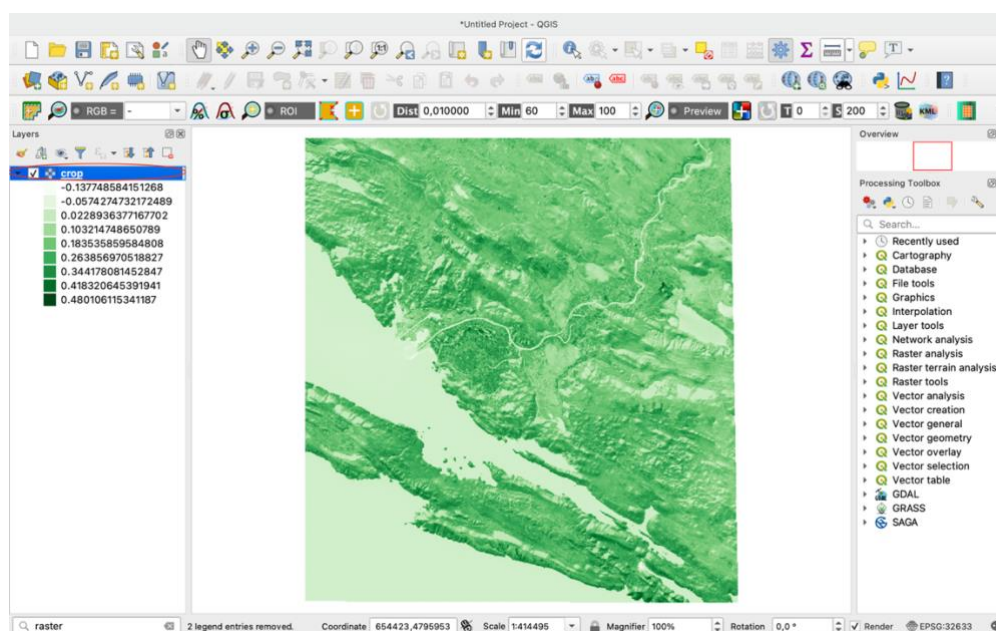 *Untitled Project - QGIS
RGB = -
ROI
Dist 0,010000
Min 60
Max 100
Preview
T 0
S 200
KML
Layers
crop
-0.137748584151268
-0.0574274732172489
0.0228936377167702
0.103214748650789
0.183535859584808
0.263856970518827
0.344178081452847
0.418320645391941
0.480106115341187
Overview
Processing Toolbox
Search...
Recently used
Cartography
Database
File tools
Graphics
Interpolation
Layer tools
Network analysis
Raster analysis
Raster terrain analysis
Raster tools
Vector analysis
Vector creation
Vector general
Vector geometry
Vector overlay
Vector selection
Vector table
GDAL
GRASS
SAGA
raster
2 legend entries removed.
Coordinate 654423,4795953
Scale 1:414495
Magnifier 100%
Rotation 0,0 °
Render
EPSG:32633